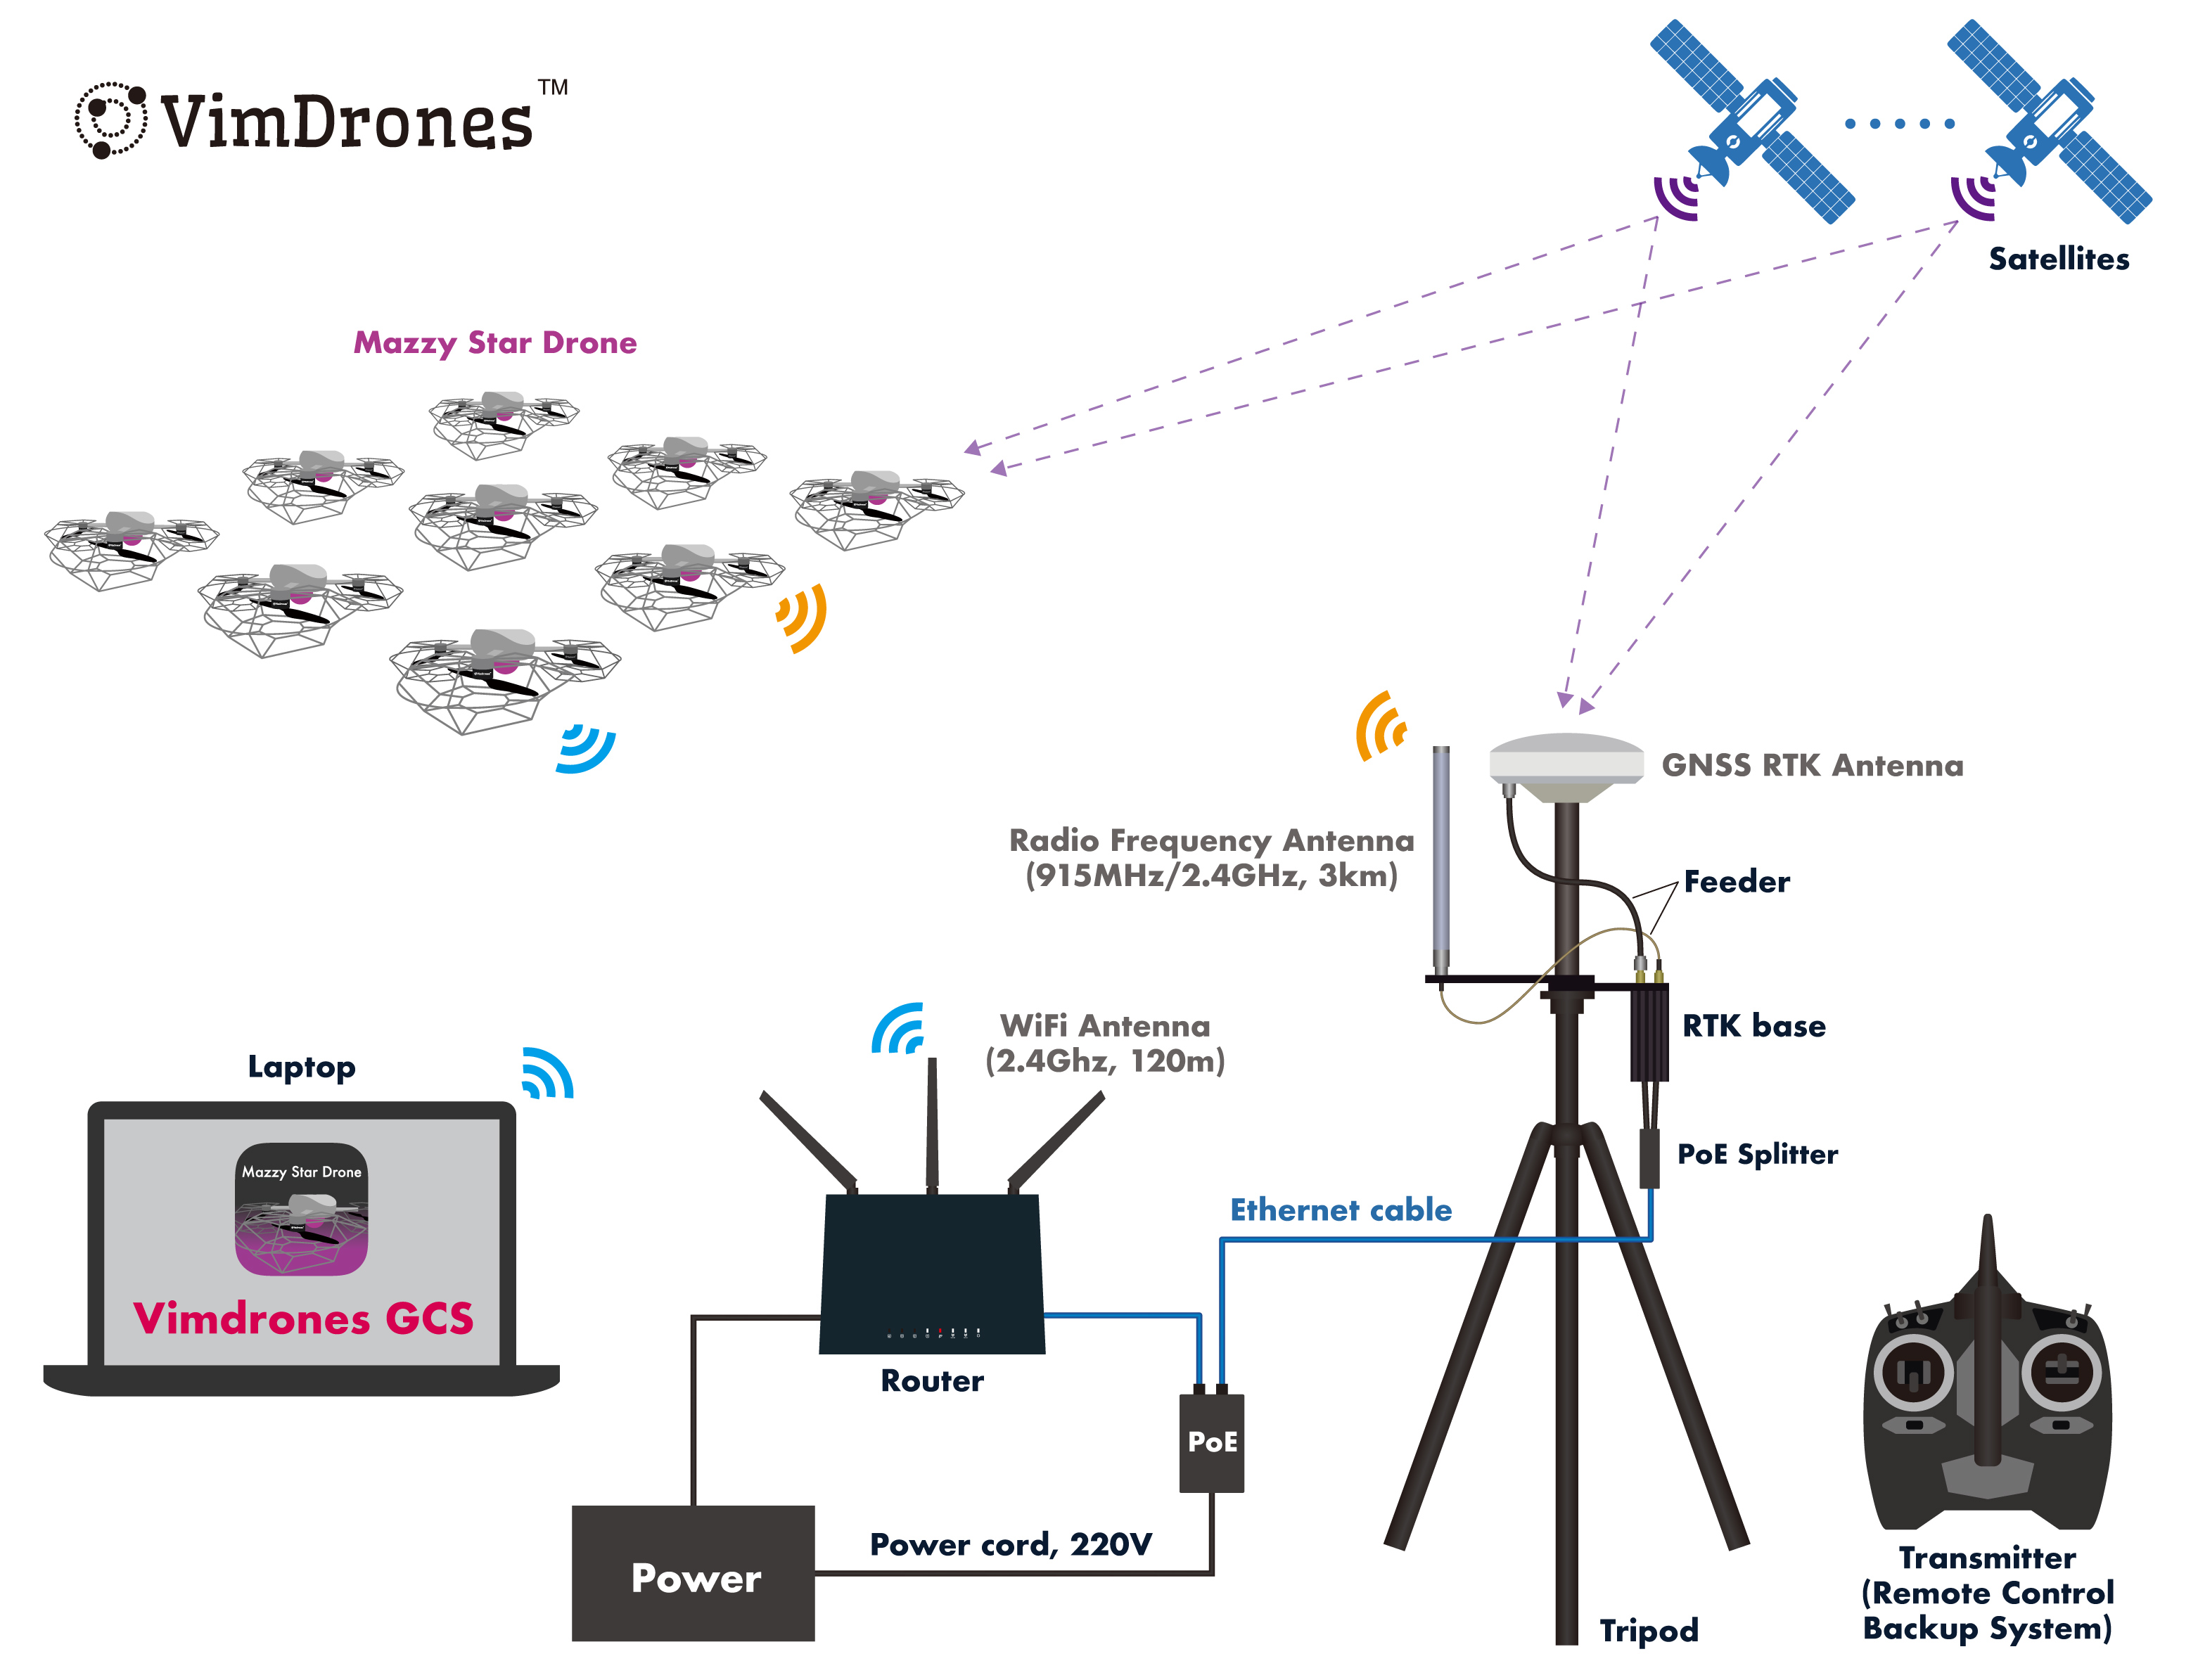 VimDrones™
Satellites
Mazzy Star Drone
GNSS RTK Antenna
Radio Frequency Antenna
(915MHz/2.4GHz, 3km)
Feeder
RTK base
WiFi Antenna
(2.4Ghz, 120m)
Laptop
Mazzy Star Drone
Vimdrones GCS
PoE Splitter
Ethernet cable
Router
PoE
Power cord, 220V
Power
Tripod
Transmitter
(Remote Control
Backup System)